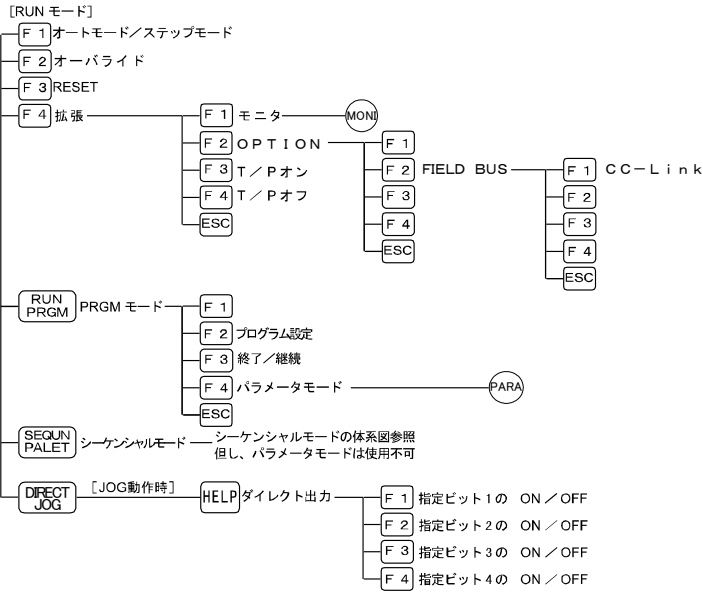 [RUN モード]
F 1 オートモード／ステップモード
F 2 オーバライド
F 3 RESET
F 4 拡張 F 1 モニタ MONI
F 2 ＯＰＴＩＯＮ F 1
F 3 Ｔ／Ｐオン F 2 FIELD BUS F 1 ＣＣ－Ｌｉｎｋ
F 4 Ｔ／Ｐオフ F 3 F 2
ESC F 4 F 3
ESC F 4
ESC
RUN PRGM PRGM モード F 1
F 2 プログラム設定
F 3 終了／継続
F 4 パラメータモード PARA
ESC
SEQUN PALET シーケンシャルモード シーケンシャルモードの体系図参照
但し、パラメータモードは使用不可
DIRECT JOG [JOG動作時] HELP ダイレクト出力 F 1 指定ビット1の ON／OFF
F 2 指定ビット2の ON／OFF
F 3 指定ビット3の ON／OFF
F 4 指定ビット4の ON／OFF